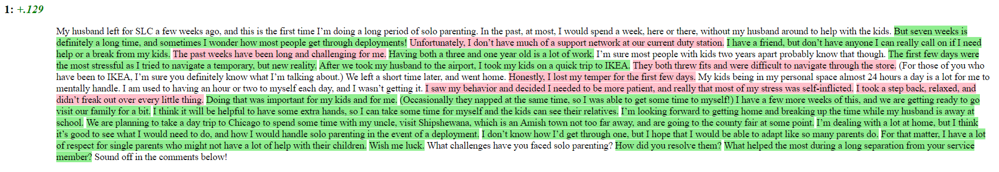 1: +.129
My husband left for SLC a few weeks ago, and this is the first time I’m doing a long period of solo parenting. In the past, at most, I would spend a week, here or there, without my husband around to help with the kids. But seven weeks is
definitely a long time, and sometimes I wonder how most people get through deployments! Unfortunately, I don’t have much of a support network at our current duty station. I have a friend, but don’t have anyone I can really call on if I need
help or a break from my kids. The past weeks have been long and challenging for me. Having both a three and one year old is a lot of work. I’m sure most people with kids two years apart probably know that though. The first few days were
the most stressful as I tried to navigate a temporary, but new reality. After we took my husband to the airport, I took my kids on a quick trip to IKEA. They both threw fits and were difficult to navigate through the store. (For those of you who
have been to IKEA, I’m sure you definitely know what I’m talking about.) We left a short time later, and went home. Honestly, I lost my temper for the first few days. My kids being in my personal space almost 24 hours a day is a lot for me to
mentally handle. I am used to having an hour or two to myself each day, and I wasn’t getting it. I saw my behavior and decided I needed to be more patient, and really that most of my stress was self-inflicted. I took a step back, relaxed, and
didn’t freak out over every little thing. Doing that was important for my kids and for me. (Occasionally they napped at the same time, so I was able to get some time to myself!) I have a few more weeks of this, and we are getting ready to go
visit our family for a bit. I think it will be helpful to have some extra hands, so I can take some time for myself and the kids can see their relatives. I’m looking forward to getting home and breaking up the time while my husband is away at
school. We are planning to take a day trip to Chicago to spend some time with my uncle, visit Shipshewana, which is an Amish town not too far away, and are going to the county fair at some point. I’m dealing with a lot at home, but I think
it’s good to see what I would need to do, and how I would handle solo parenting in the event of a deployment. I don’t know how I’d get through one, but I hope that I would be able to adapt like so many parents do. For that matter, I have a lot
of respect for single parents who might not have a lot of help with their children. Wish me luck. What challenges have you faced solo parenting? How did you resolve them? What helped the most during a long separation from your service
member? Sound off in the comments below!